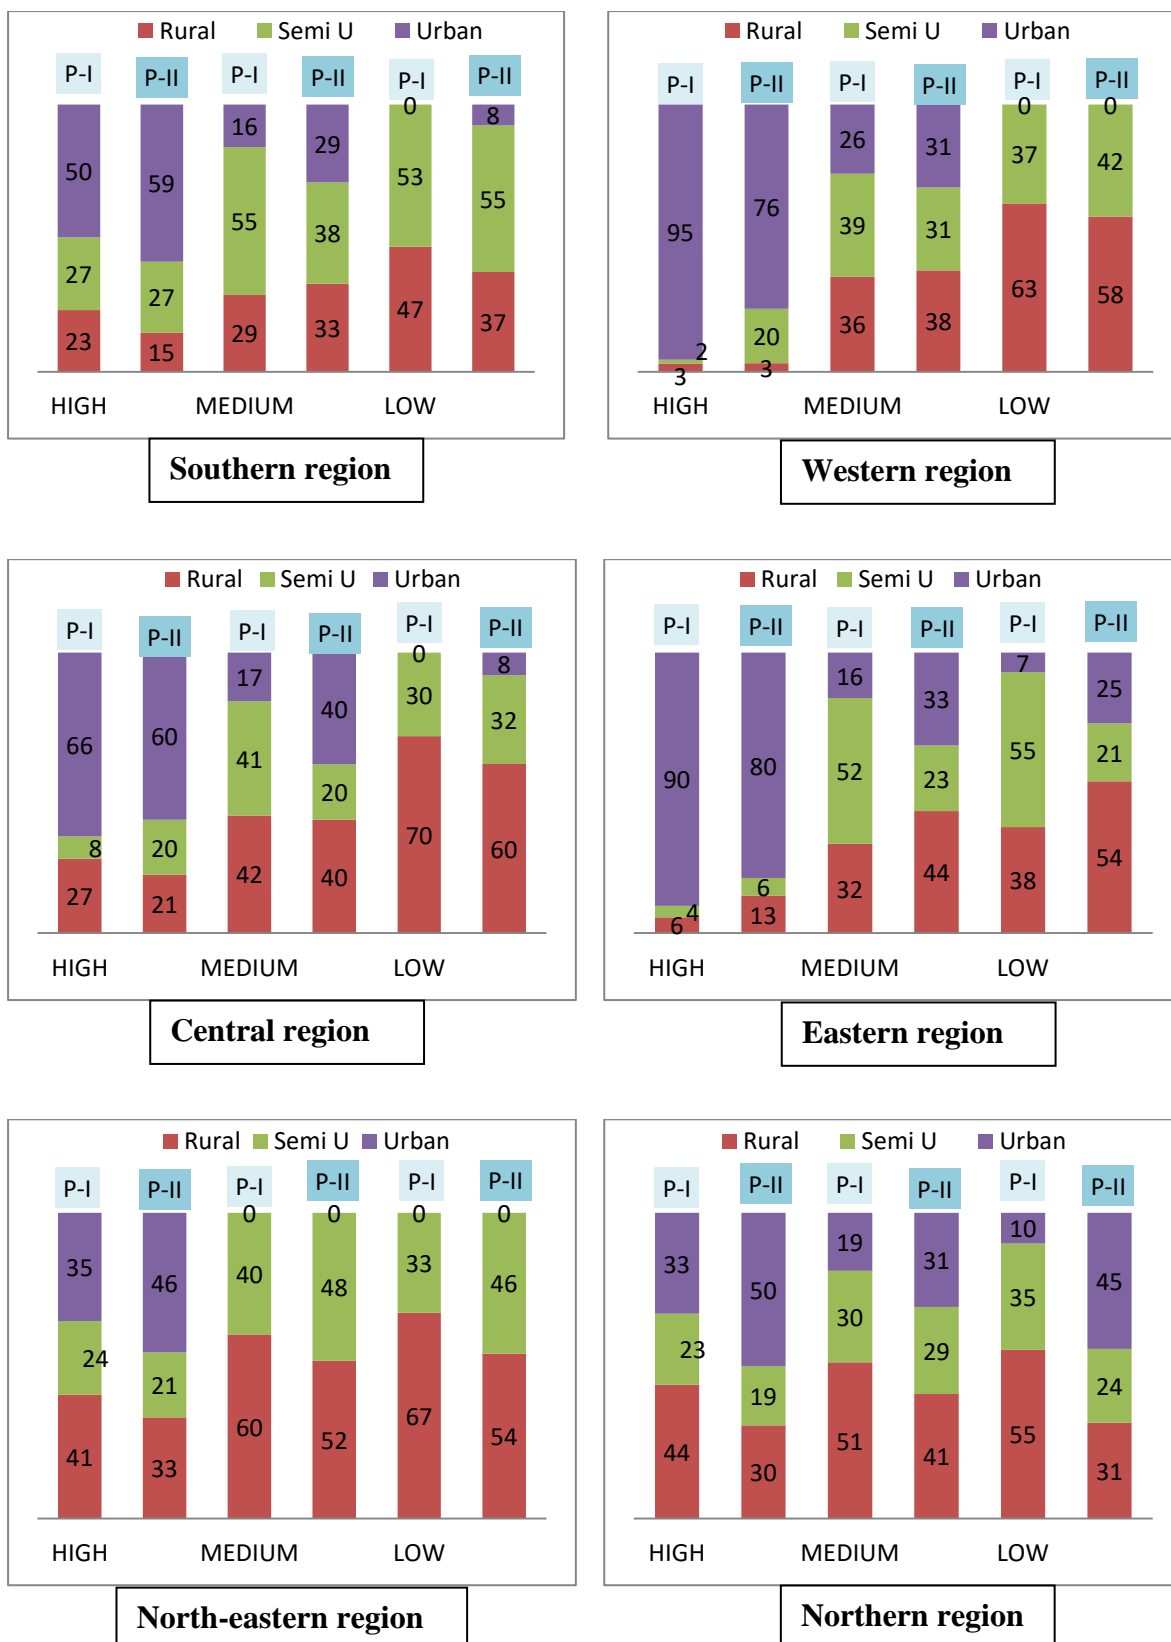 Rural Semi U Urban
P-I P-II P-I P-II P-I P-II
0 8
16 29
50 59 53
55 55
38
27 27
47
23 15 29 33 37
HIGH MEDIUM LOW
Southern region
Rural Semi U Urban
P-I P-II P-I P-II P-I P-II
0 0
26 31 37 42
95 76
39 31
20 63 58
2 36 38
3 3
HIGH MEDIUM LOW
Western region
Rural Semi U Urban
P-I P-II P-I P-II P-I P-II
0 8
17 30
66 60 40 32
41
20
8 20 70 60
27 21 42 40
HIGH MEDIUM LOW
Central region
Rural Semi U Urban
P-I P-II P-I P-II P-I P-II
16 7 25
33
90 80 52 55 21
23
6 54
4 32 44 38
6 13
HIGH MEDIUM LOW
Eastern region
Rural Semi U Urban
P-I P-II P-I P-II P-I P-II
0 0 0 0
35 46 40 48 33 46
24 21
41 33 60 52 67 54
HIGH MEDIUM LOW
North-eastern region
Rural Semi U Urban
P-I P-II P-I P-II P-I P-II
19 10
33 50 31 45
30 35
23 19 29 24
44 30 51 41 55 31
HIGH MEDIUM LOW
Northern region